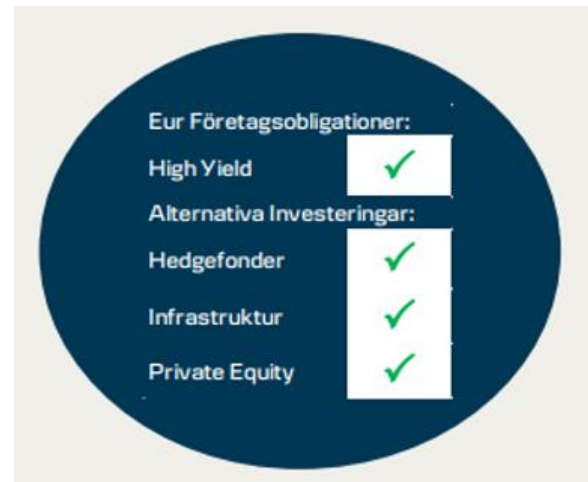 Eur Företagsobligationer:
High Yield ✓
Alternativa Investeringar:
Hedgefonder ✓
Infrastruktur ✓
Private Equity ✓